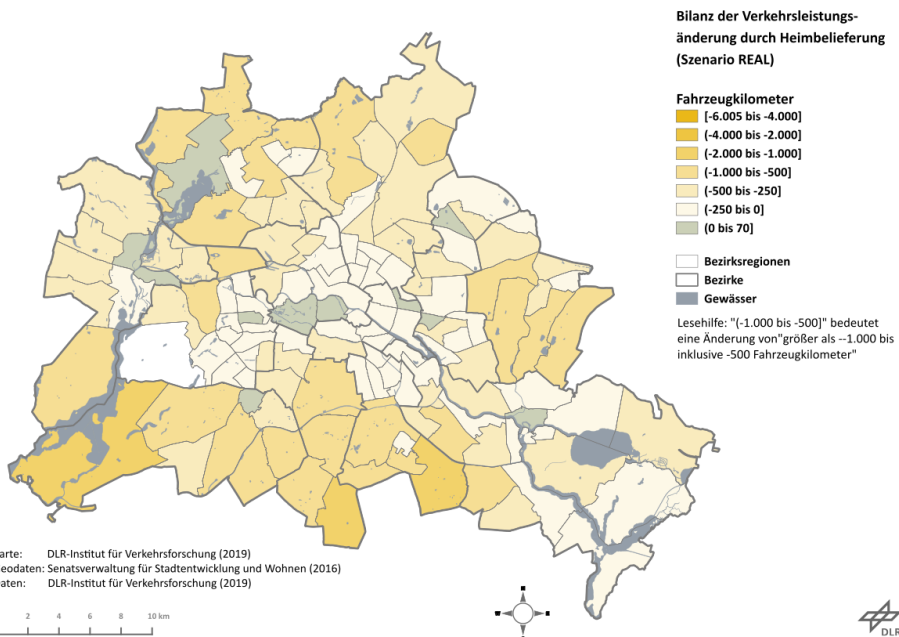 Bilanz der Verkehrsleistungs-
änderung durch Heimbelieferung
(Szenario REAL)
Fahrzeugkilometer
[-6.005 bis -4.000]
(-4.000 bis -2.000]
(-2.000 bis -1.000]
(-1.000 bis -500]
(-500 bis -250]
(-250 bis 0]
(0 bis 70]
Bezirksregionen
Bezirke
Gewässer
Lesehilfe: "(-1.000 bis -500]" bedeutet
eine Änderung von"größer als --1.000 bis
inklusive -500 Fahrzeugkilometer"
arte: DLR-Institut für Verkehrsforschung (2019)
eodaten: Senatsverwaltung für Stadtentwicklung und Wohnen (2016)
aten: DLR-Institut für Verkehrsforschung (2019)
2 4 6 8 10 km
DLR